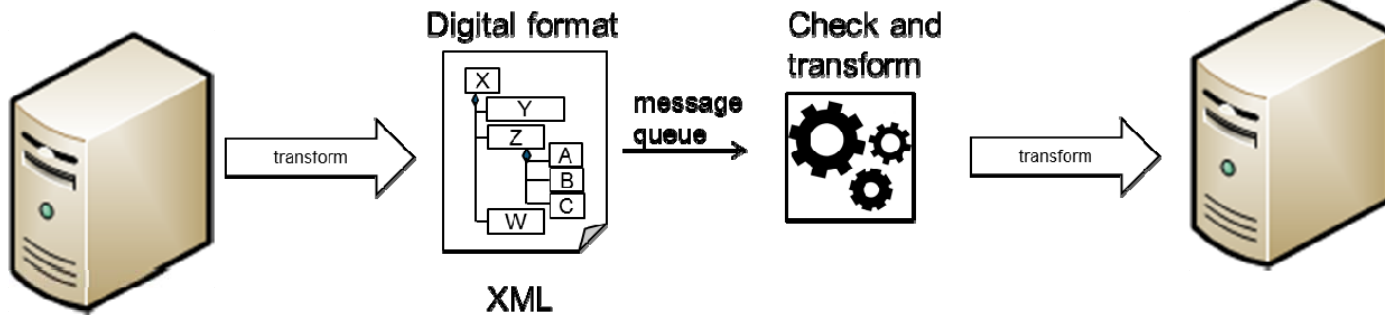 Digital format
Check and
transform
X
Y
Z
A
B
C
W
message
queue
transform
transform
XML